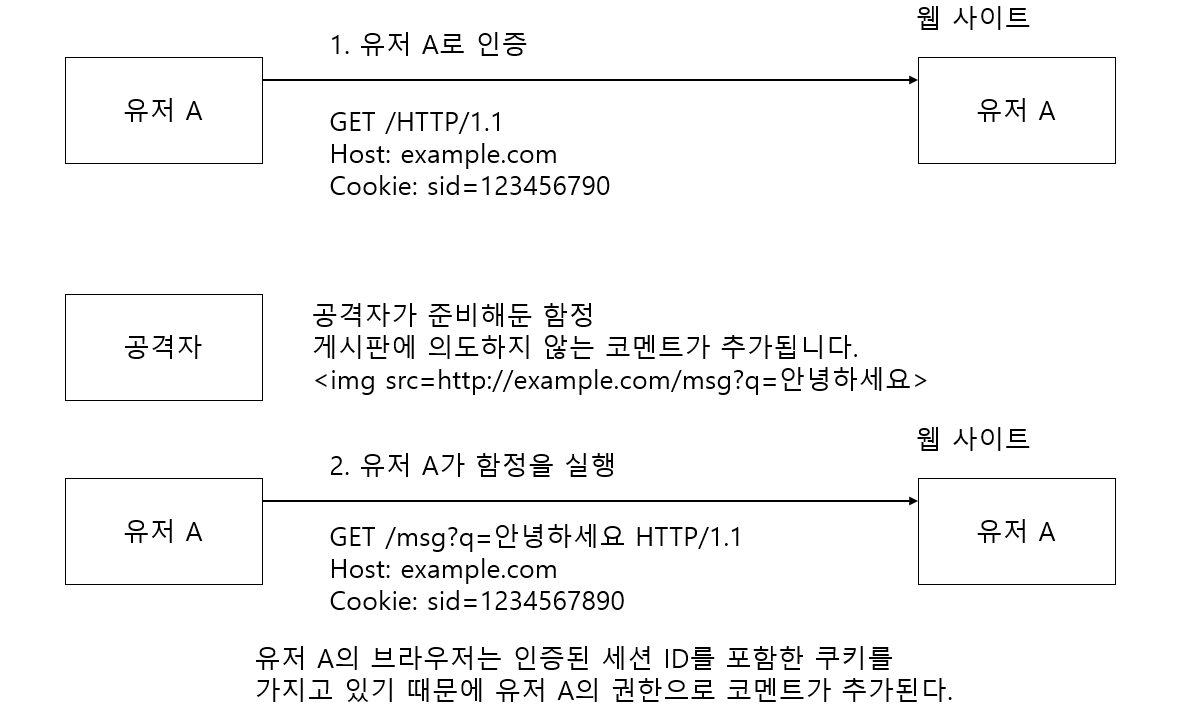 웹 사이트
1. 유저 A로 인증
유저 A
유저 A
GET /HTTP/1.1
Host: example.com
Cookie: sid=123456790
공격자
공격자가 준비해둔 함정
게시판에 의도하지 않는 코멘트가 추가됩니다.
<img src=http://example.com/msg?q=안녕하세요>
웹 사이트
2. 유저 A가 함정을 실행
유저 A
유저 A
GET /msg?q=안녕하세요 HTTP/1.1
Host: example.com
Cookie: sid=1234567890
유저 A의 브라우저는 인증된 세션 ID를 포함한 쿠키를
가지고 있기 때문에 유저 A의 권한으로 코멘트가 추가된다.